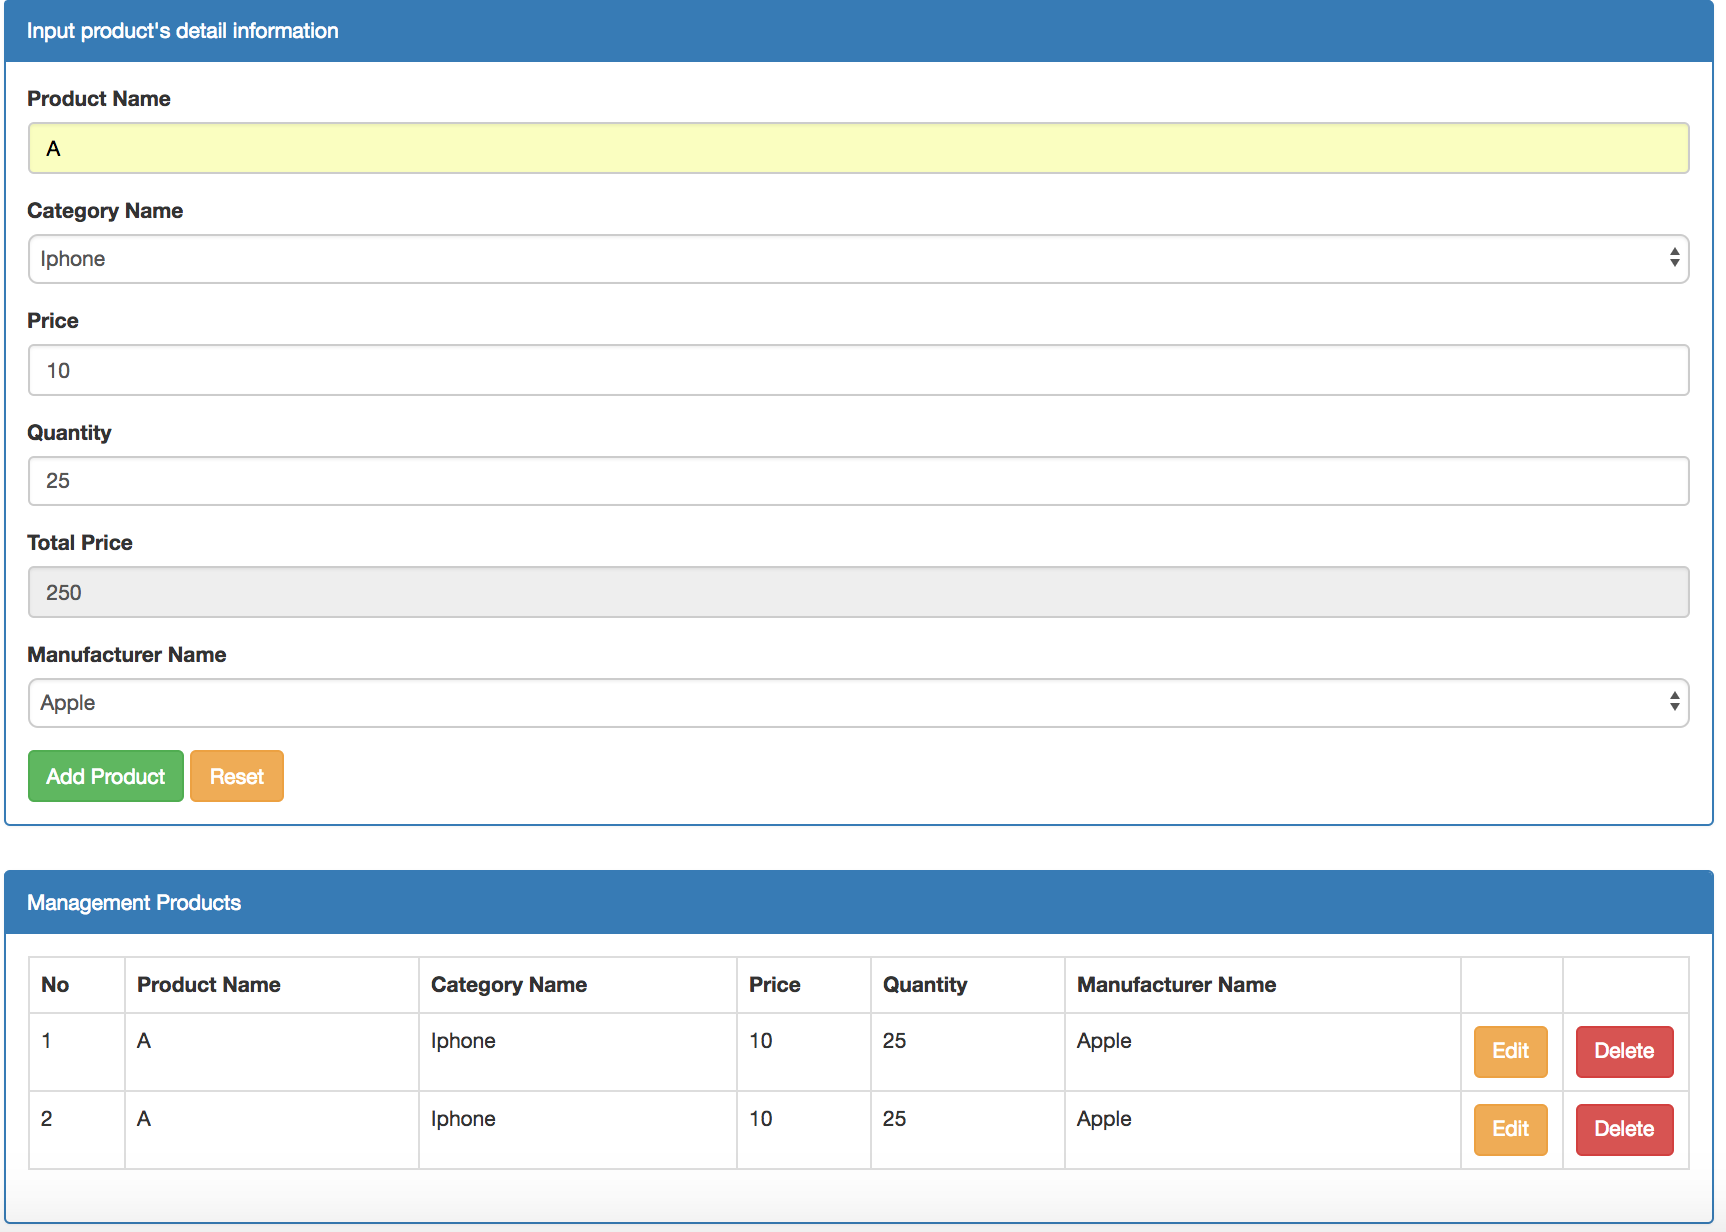 Input product's detail information
Product Name
A
Category Name
Iphone
Price
10
Quantity
25
Total Price
250
Manufacturer Name
Apple
Add Product Reset
Management Products
No Product Name Category Name Price Quantity Manufacturer Name
1 A Iphone 10 25 Apple Edit Delete
2 A Iphone 10 25 Apple Edit Delete